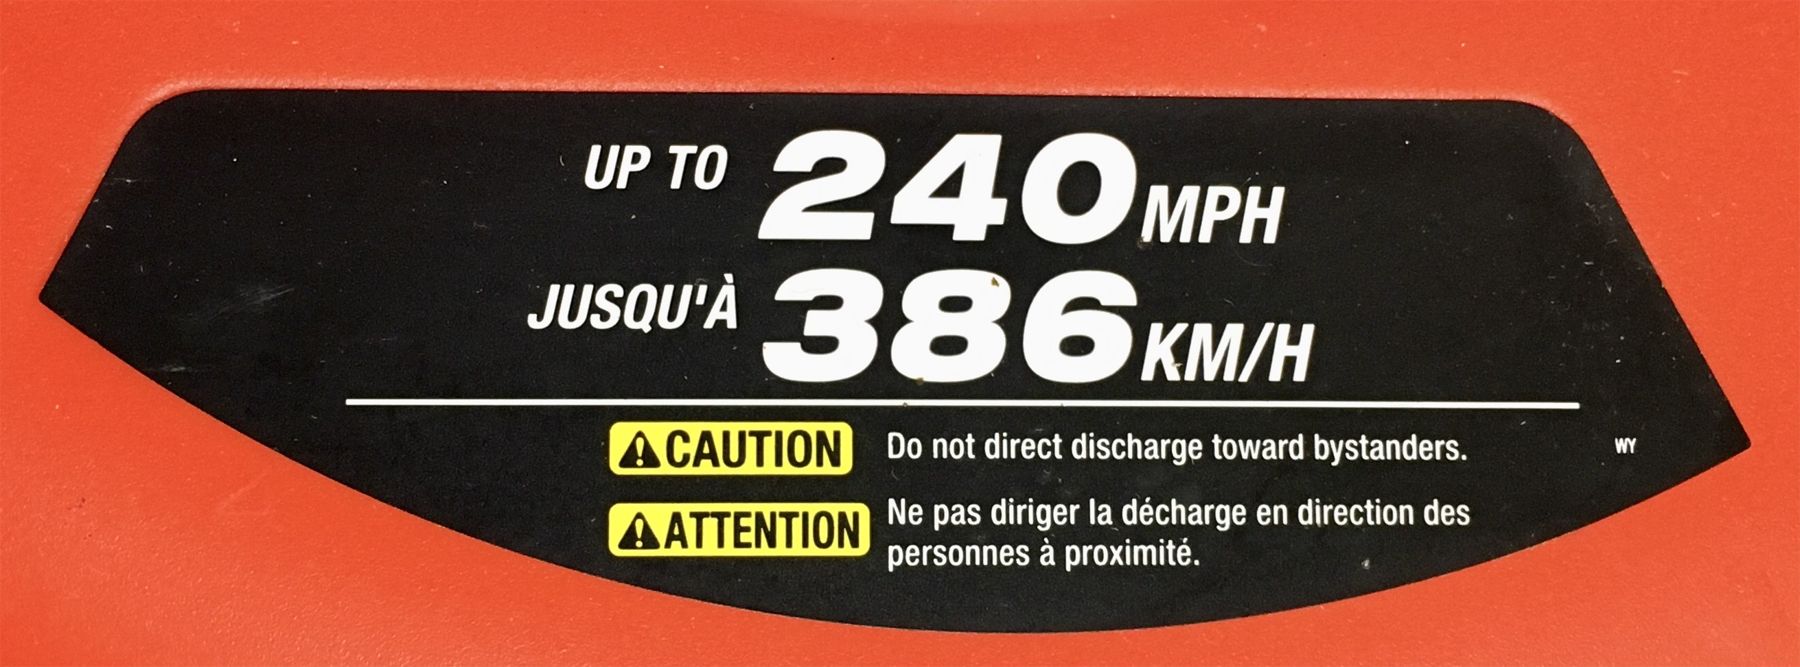 UP TO 240 MPH
JUSQU'À 386 KM/H
CAUTION Do not direct discharge toward bystanders.
WY
ATTENTION Ne pas diriger la décharge en direction des
personnes à proximité.